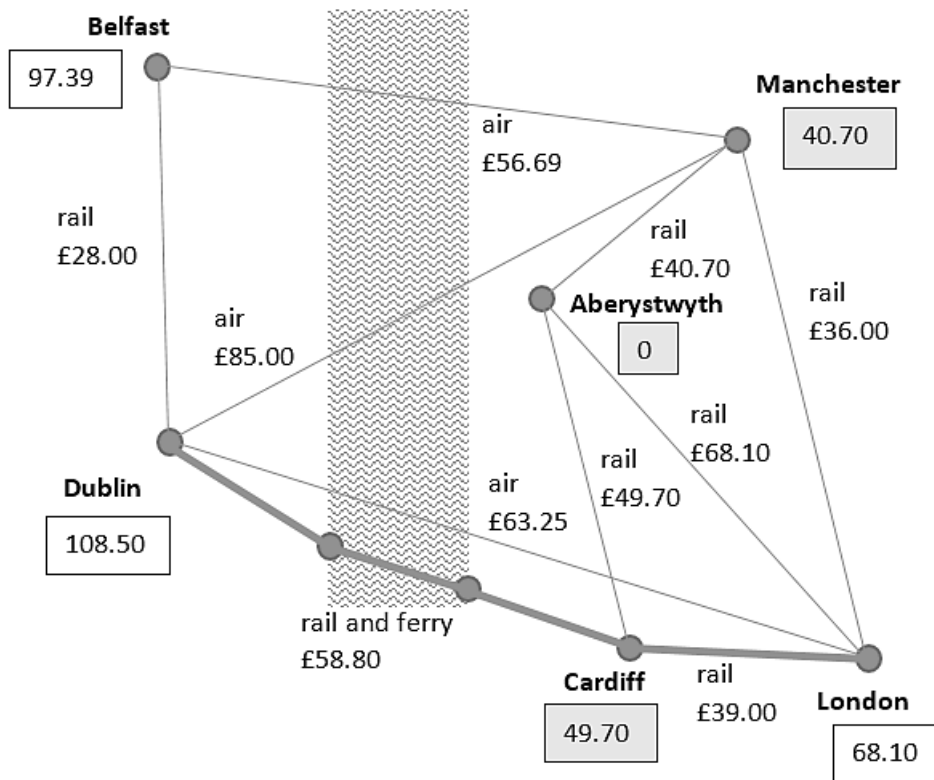 Belfast
97.39
Manchester
40.70
air
£56.69
rail
£28.00
rail
£40.70
rail
£36.00
Aberystwyth
0
air
£85.00
rail
£68.10
rail
£49.70
air
£63.25
Dublin
108.50
rail and ferry
£58.80
Cardiff
49.70
rail
£39.00
London
68.10